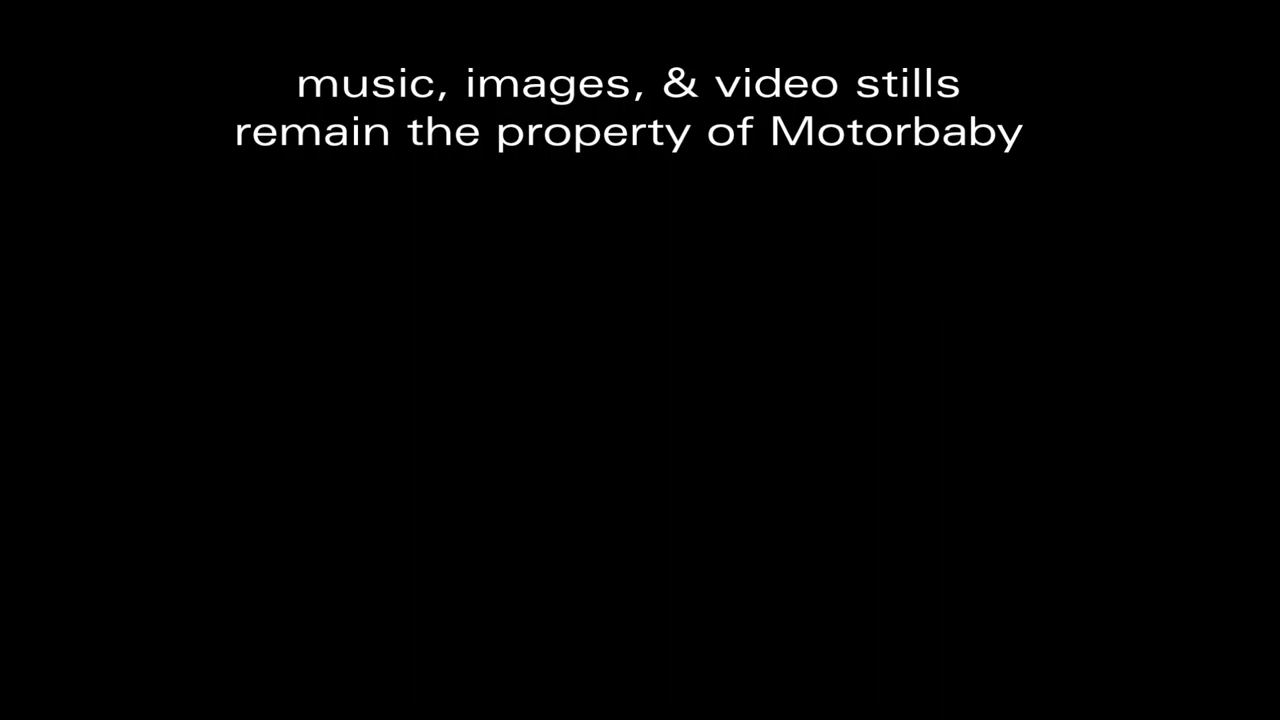 music, images, & video stills
remain the property of Motorbaby